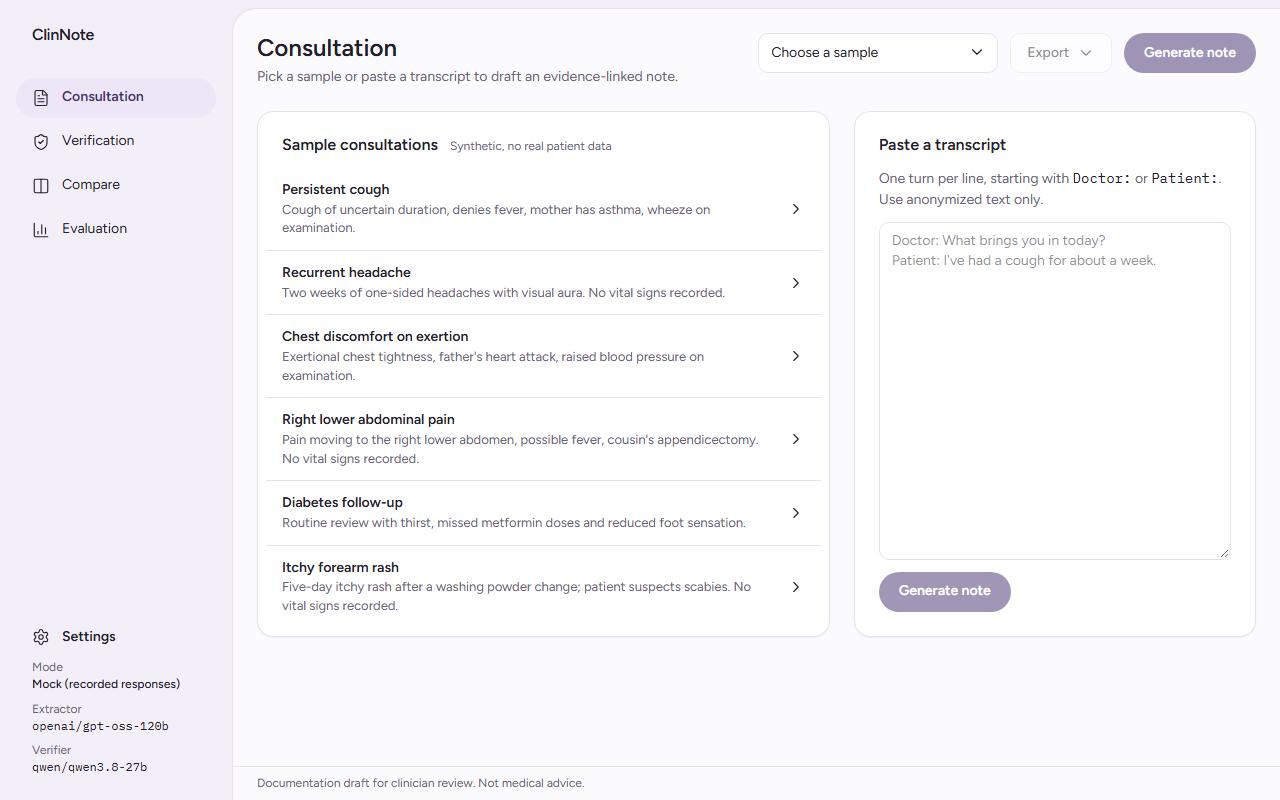 ClinNote
Consultation
Verification
Compare
Evaluation
Settings
Mode
Mock (recorded responses)
Extractor
openai/gpt-oss-120b
Verifier
qwen/qwen3.8-27b
Consultation
Pick a sample or paste a transcript to draft an evidence-linked note.
Choose a sample
Export
Generate note
Sample consultations Synthetic, no real patient data
Persistent cough
Cough of uncertain duration, denies fever, mother has asthma, wheeze on
examination.
Recurrent headache
Two weeks of one-sided headaches with visual aura. No vital signs recorded.
Chest discomfort on exertion
Exertional chest tightness, father's heart attack, raised blood pressure on
examination.
Right lower abdominal pain
Pain moving to the right lower abdomen, possible fever, cousin's appendicectomy.
No vital signs recorded.
Diabetes follow-up
Routine review with thirst, missed metformin doses and reduced foot sensation.
Itchy forearm rash
Five-day itchy rash after a washing powder change; patient suspects scabies. No
vital signs recorded.
Paste a transcript
One turn per line, starting with Doctor: or Patient:.
Use anonymized text only.
Doctor: What brings you in today?
Patient: I've had a cough for about a week.
Generate note
Documentation draft for clinician review. Not medical advice.